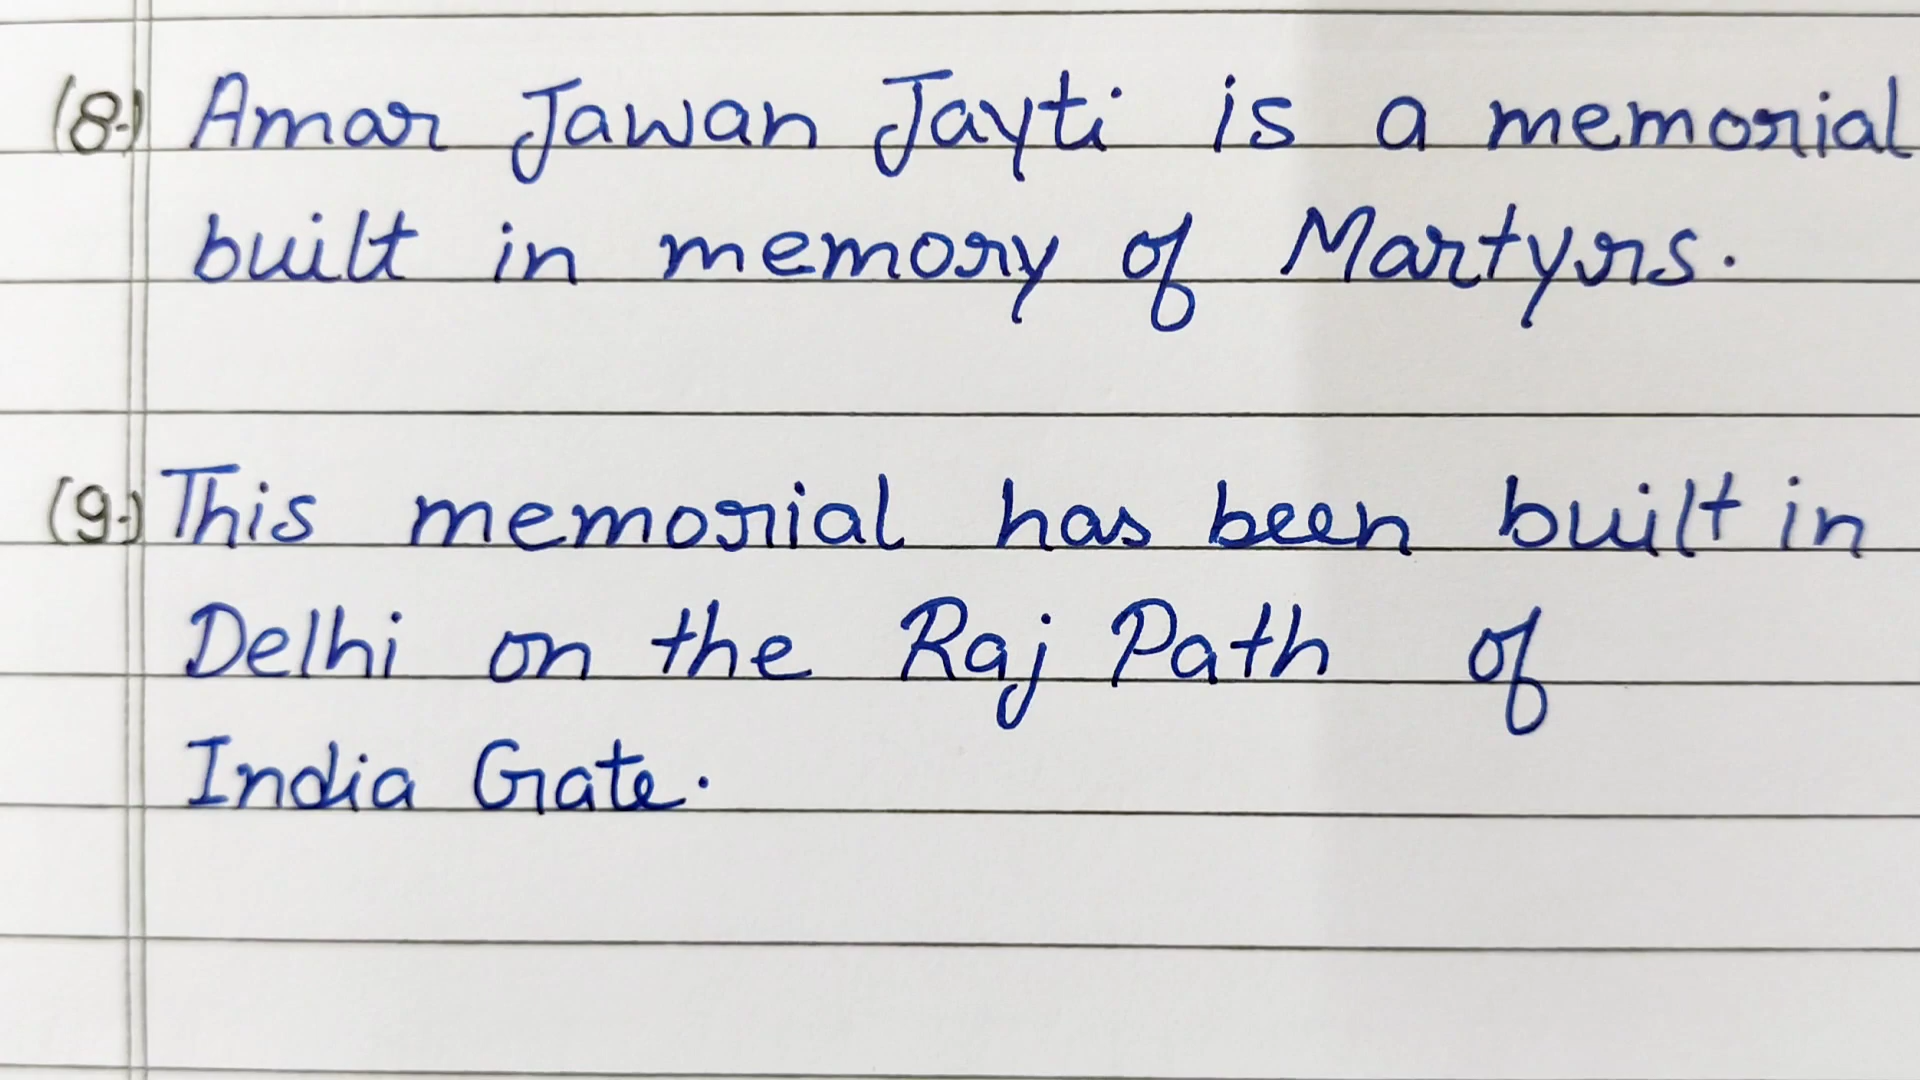 (8.) Amar Jawan Jayti is a memorial
built in memory of Martyrs.
(9.) This memorial has been built in
Delhi on the Raj Path of
India Gate.